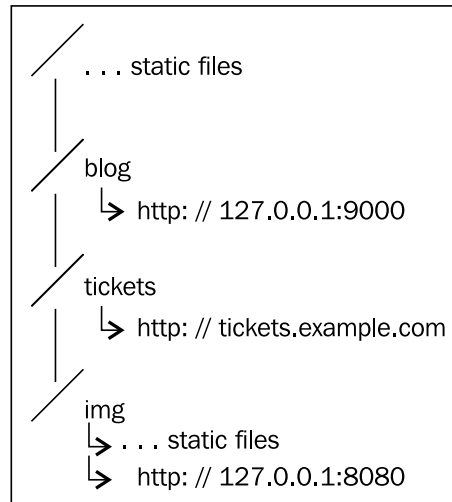 . . . static files
blog
http: // 127.0.0.1:9000
tickets
http: // tickets.example.com
img
. . . static files
http: // 127.0.0.1:8080